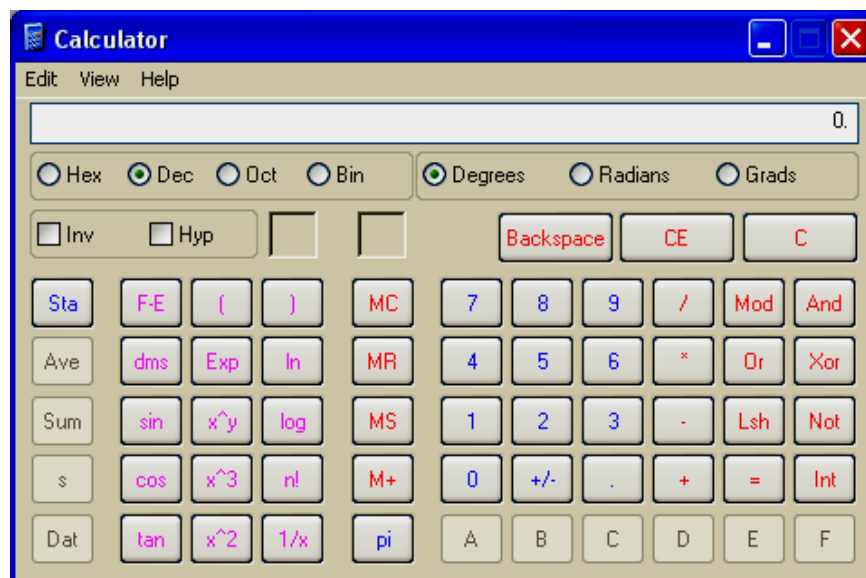 Calculator
Edit View Help
0.
Hex Dec Oct Bin Degrees Radians Grads
Inv Hyp Backspace CE C
Sta F-E ( ) MC 7 8 9 / Mod And
Ave dms Exp ln MR 4 5 6 * Or Xor
Sum sin x^y log MS 1 2 3 - Lsh Not
s cos x^3 n! M+ 0 +/- . + = Int
Dat tan x^2 1/x pi A B C D E F